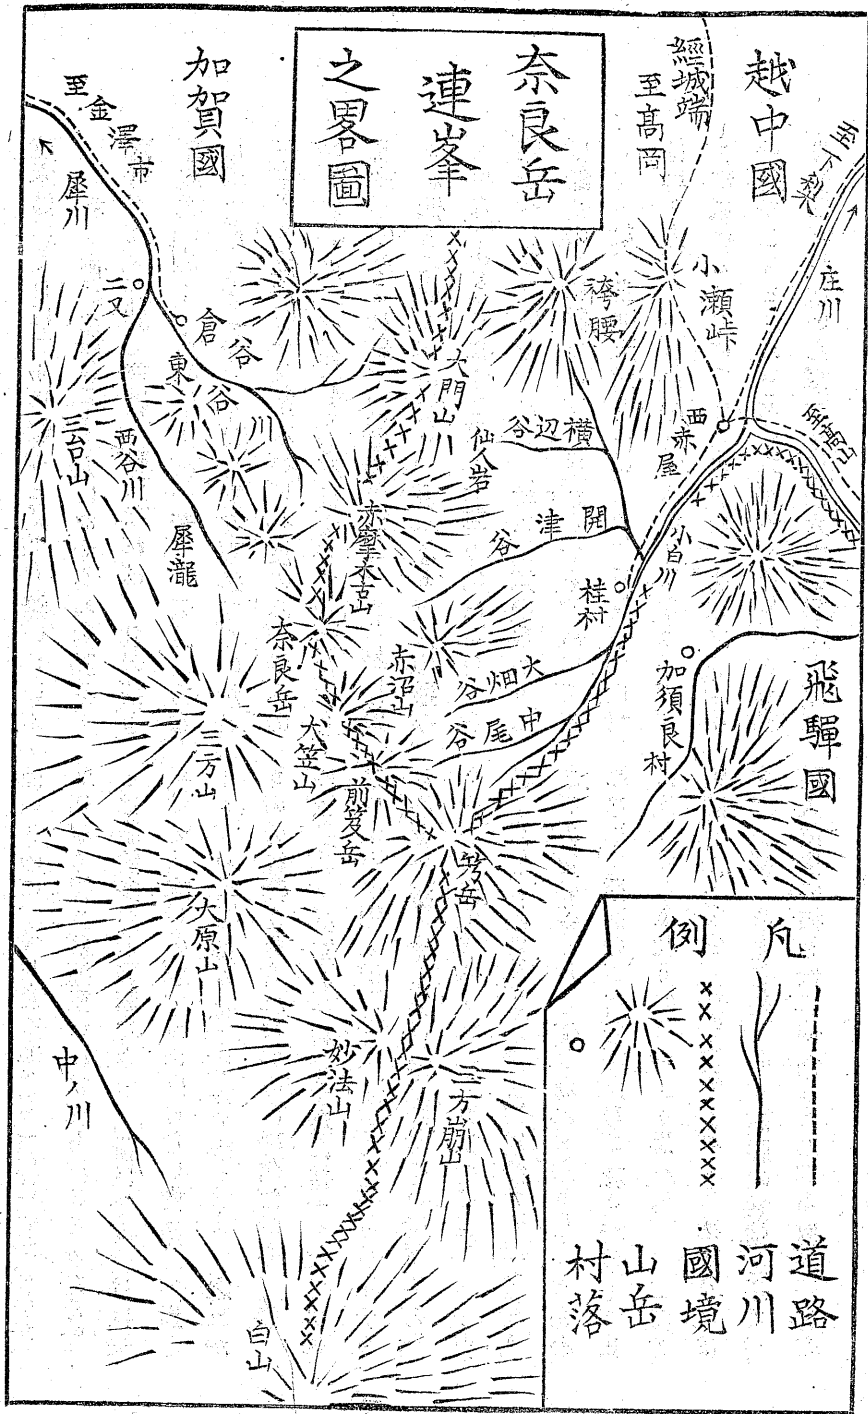 奈良岳
連峯
之畧圖
越中國
至下梨
庄川
經城端
至高岡
小瀬峠
袴腰
加賀國
至金澤市
犀川
二又
倉谷
東谷川
三台山
西谷川
犀瀧
大門山
仙人岩
横辺谷
西赤尾
至高山
赤摩木古山
開津谷
小白川
桂村
奈良岳
赤沼山
大畑谷
中尾谷
加須良村
飛驒國
三方山
大笠山
前笈岳
笈岳
大原山
中ノ川
妙法山
三方崩山
白山
凡例
道路
河川
國境
山岳
村落